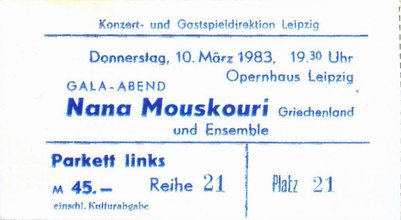 Konzert- und Gastspieldirektion Leipzig
Donnerstag, 10. März 1983, 19.30 Uhr
Opernhaus Leipzig
GALA-ABEND
Nana Mouskouri Griechenland
und Ensemble
Parkett links
M 45.— Reihe 21 Platz 21
einschl. Kulturabgabe